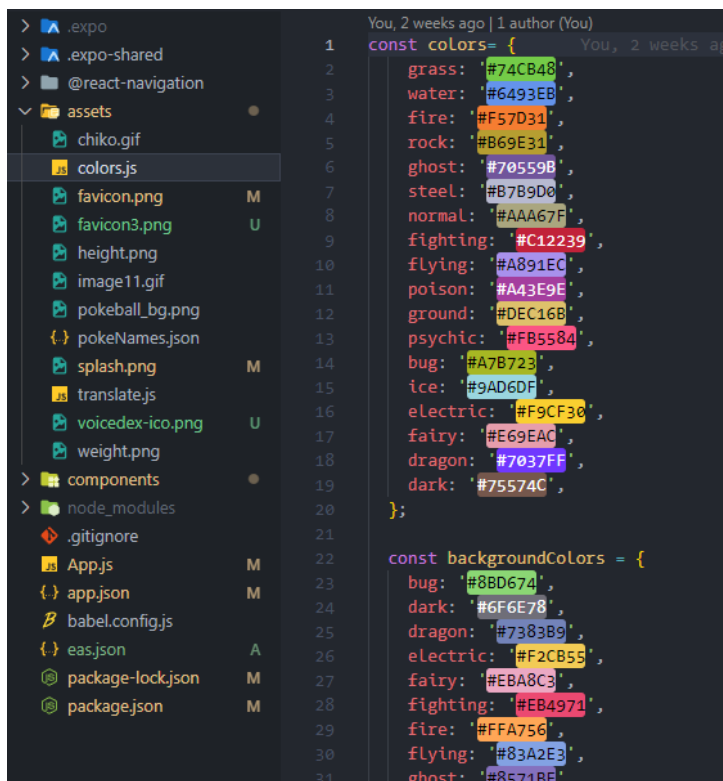 .expo
.expo-shared
@react-navigation
assets
chiko.gif
JS colors.js
favicon.png M
favicon3.png U
height.png
image11.gif
pokeball_bg.png
{..} pokeNames.json
splash.png M
JS translate.js
voicedex-ico.png U
weight.png
components
node_modules
.gitignore
JS App.js M
{..} app.json M
babel.config.js
{..} eas.json A
package-lock.json M
package.json M
You, 2 weeks ago | 1 author (You)
1 const colors= { You, 2 weeks
2 grass: '#74CB48',
3 water: '#6493EB',
4 fire: '#F57D31',
5 rock: '#B69E31',
6 ghost: '#70559B',
7 steel: '#B7B9D0',
8 normal: '#AAA67F',
9 fighting: '#C12239',
10 flying: '#A891EC',
11 poison: '#A43E9E',
12 ground: '#DEC16B',
13 psychic: '#FB5584',
14 bug: '#A7B723',
15 ice: '#9AD6DF',
16 electric: '#F9CF30',
17 fairy: '#E69EAC',
18 dragon: '#7037FF',
19 dark: '#75574C',
20 };
21
22 const backgroundColors = {
23 bug: '#8BD674',
24 dark: '#6F6E78',
25 dragon: '#7383B9',
26 electric: '#F2CB55',
27 fairy: '#EBA8C3',
28 fighting: '#EB4971',
29 fire: '#FFA756',
30 flying: '#83A2E3',
31 ghost: '#8571BE',